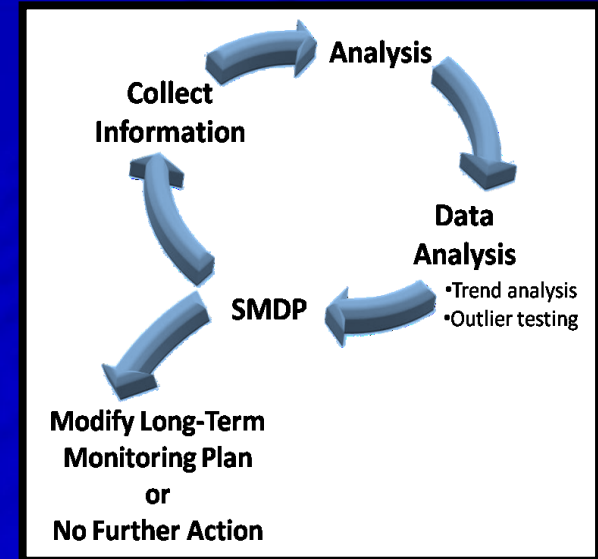 Analysis
Collect
Information
Data
Analysis
•Trend analysis
•Outlier testing
SMDP
Modify Long-Term
Monitoring Plan
or
No Further Action